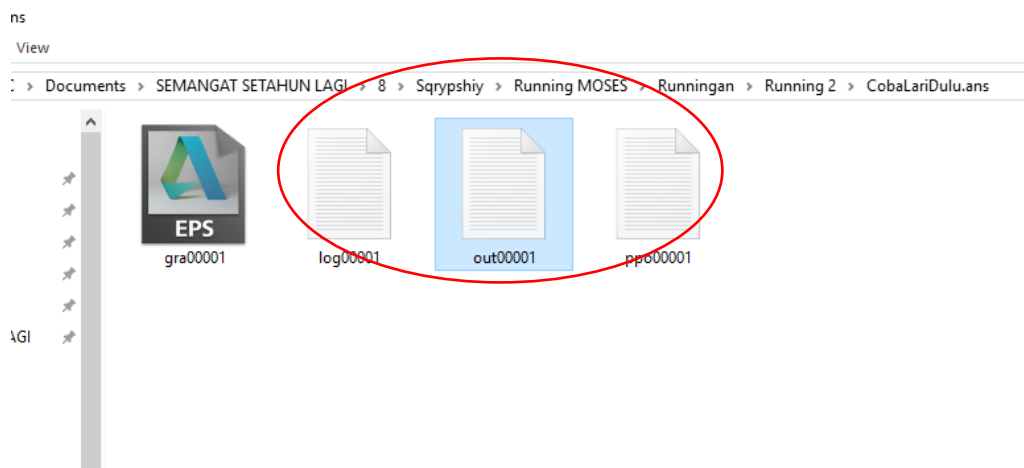 ns
View
Documents > SEMANGAT SETAHUN LAGI > 8 > Sqrypshiy > Running MOSES > Runningan > Running 2 > CobaLariDulu.ans
EPS
gra00001 log00001 out00001 ppo00001
AGI